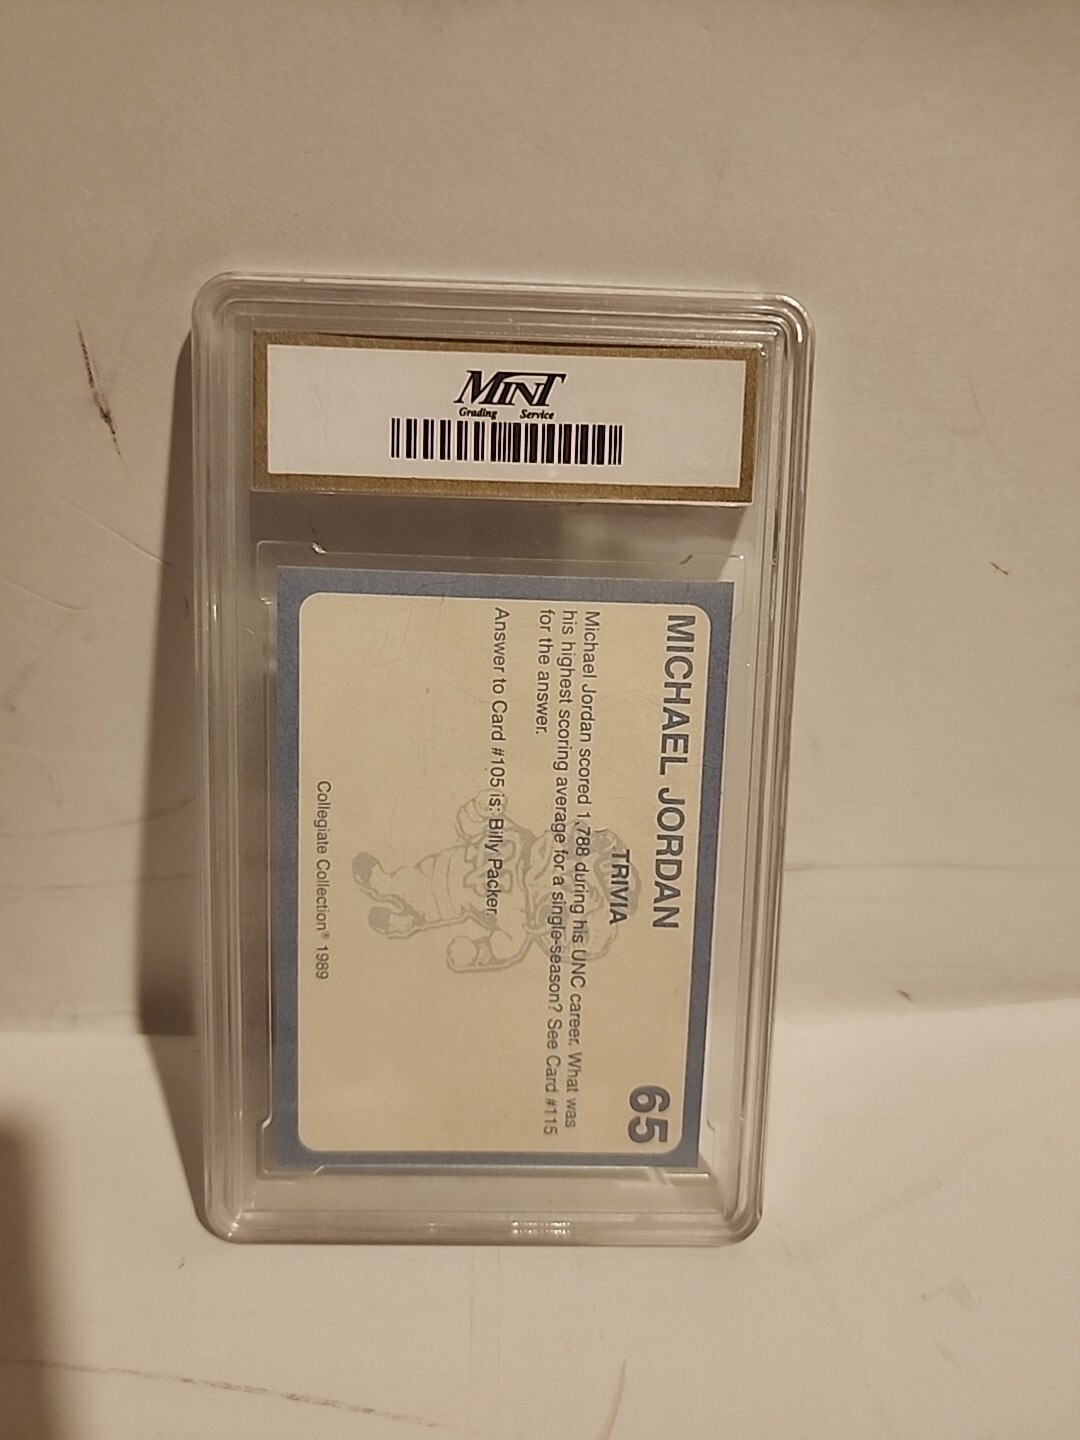 MINT
Grading Service
MICHAEL JORDAN 65
TRIVIA
Michael Jordan scored 1,788 during his UNC career. What was
his highest scoring average for a single-season? See Card #115
for the answer.
Answer to Card #105 is: Billy Packer.
Collegiate Collection® 1989